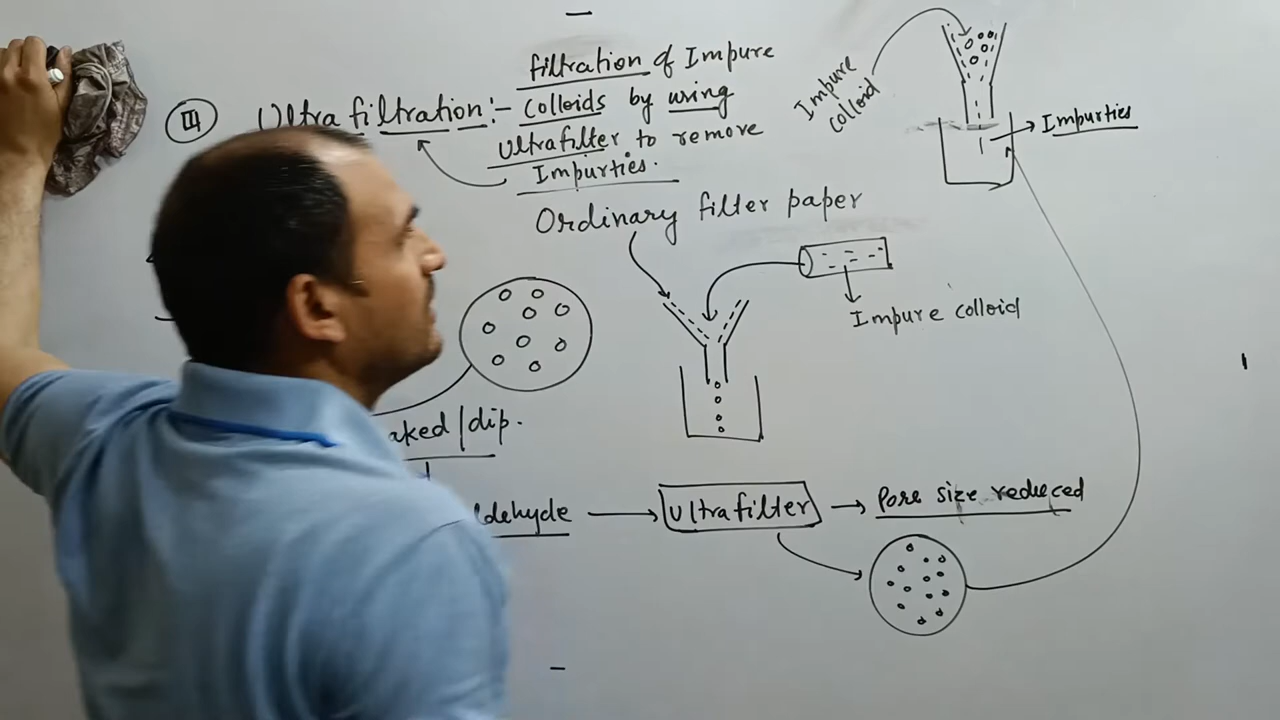 III Ultrafiltration:- filtration of Impure
colloids by using
Ultrafilter to remove
Impurties.
Impure
colloid
Impurties
Ordinary filter paper
Impure colloid
aked/dip.
ldehyde
Ultrafilter
Pore size reduced